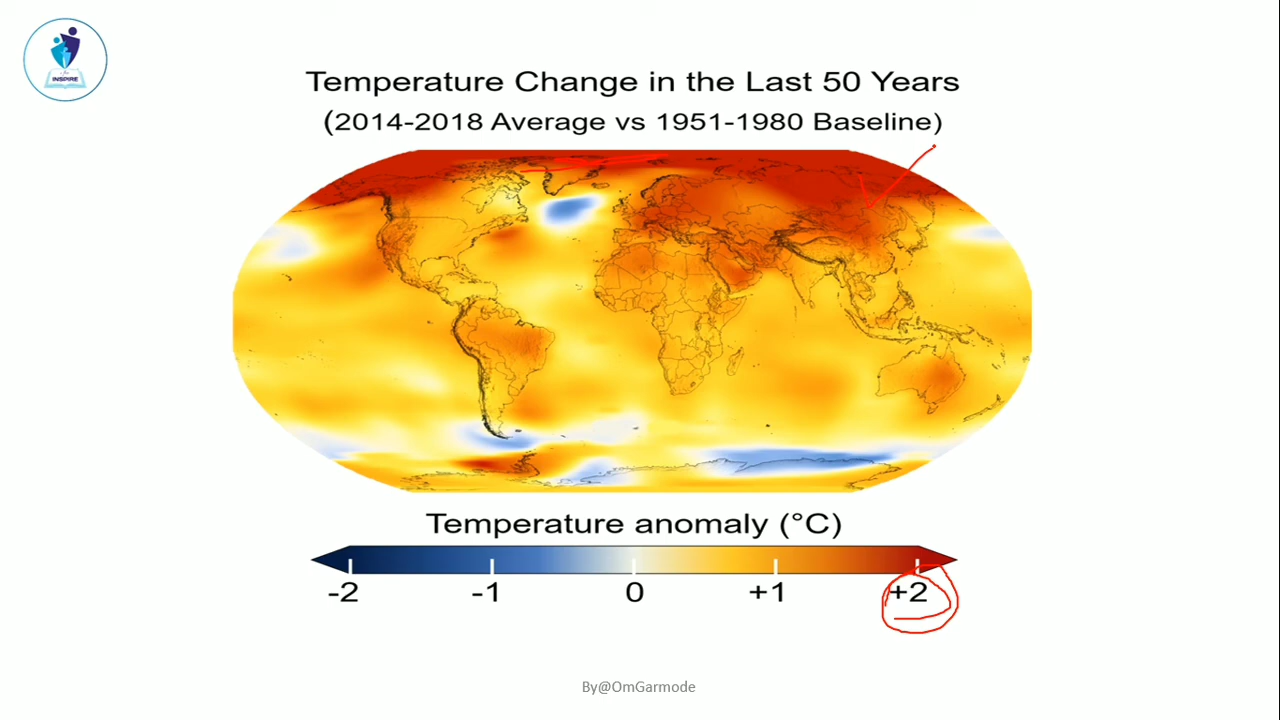 INSPIRE
Temperature Change in the Last 50 Years
(2014-2018 Average vs 1951-1980 Baseline)
Temperature anomaly (°C)
-2 -1 0 +1 +2
By@OmGarmode